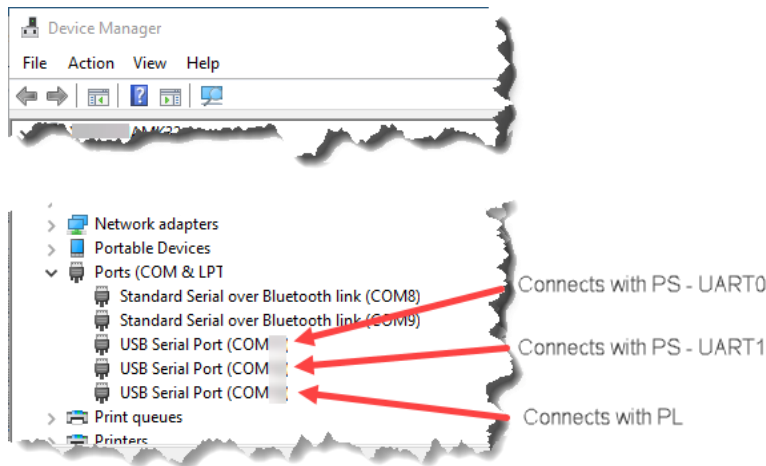 Device Manager
File Action View Help
Network adapters
Portable Devices
Ports (COM & LPT
Standard Serial over Bluetooth link (COM8)
Connects with PS - UART0
Standard Serial over Bluetooth link (COM9)
USB Serial Port (COM
Connects with PS - UART1
USB Serial Port (COM
USB Serial Port (COM
Connects with PL
Print queues
Printers